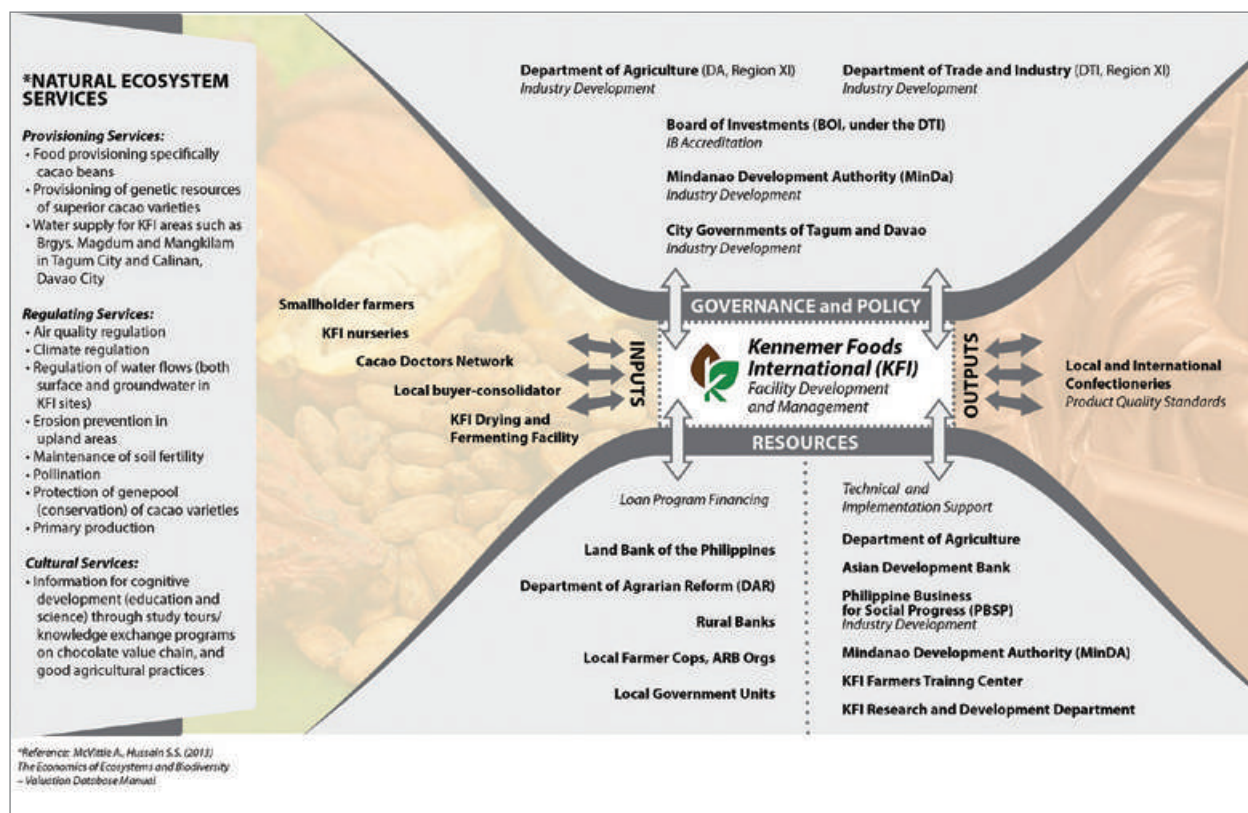 *NATURAL ECOSYSTEM
SERVICES
Provisioning Services:
• Food provisioning specifically
cacao beans
• Provisioning of genetic resources
of superior cacao varieties
• Water supply for KFI areas such as
Brgys. Magdum and Mangkilam
in Tagum City and Calinan,
Davao City
Regulating Services:
• Air quality regulation
• Climate regulation
• Regulation of water flows (both
surface and groundwater in
KFI sites)
• Erosion prevention in
upland areas
• Maintenance of soil fertility
• Pollination
• Protection of genepool
(conservation) of cacao varieties
• Primary production
Cultural Services:
• Information for cognitive
development (education and
science) through study tours/
knowledge exchange programs
on chocolate value chain, and
good agricultural practices
*Reference: McVittie A., Hussain S.S. (2013)
The Economics of Ecosystems and Biodiversity
– Valuation Database Manual
Department of Agriculture (DA, Region XI)
Industry Development
Department of Trade and Industry (DTI, Region XI)
Industry Development
Board of Investments (BOI, under the DTI)
IB Accreditation
Mindanao Development Authority (MinDa)
Industry Development
City Governments of Tagum and Davao
Industry Development
GOVERNANCE and POLICY
Smallholder farmers
KFI nurseries
Cacao Doctors Network
Local buyer-consolidator
KFI Drying and
Fermenting Facility
INPUTS
Kennemer Foods
International (KFI)
Facility Development
and Management
OUTPUTS
Local and International
Confectioneries
Product Quality Standards
RESOURCES
Loan Program Financing
Land Bank of the Philippines
Department of Agrarian Reform (DAR)
Rural Banks
Local Farmer Cops, ARB Orgs
Local Government Units
Technical and
Implementation Support
Department of Agriculture
Asian Development Bank
Philippine Business
for Social Progress (PBSP)
Industry Development
Mindanao Development Authority (MinDA)
KFI Farmers Trainng Center
KFI Research and Development Department